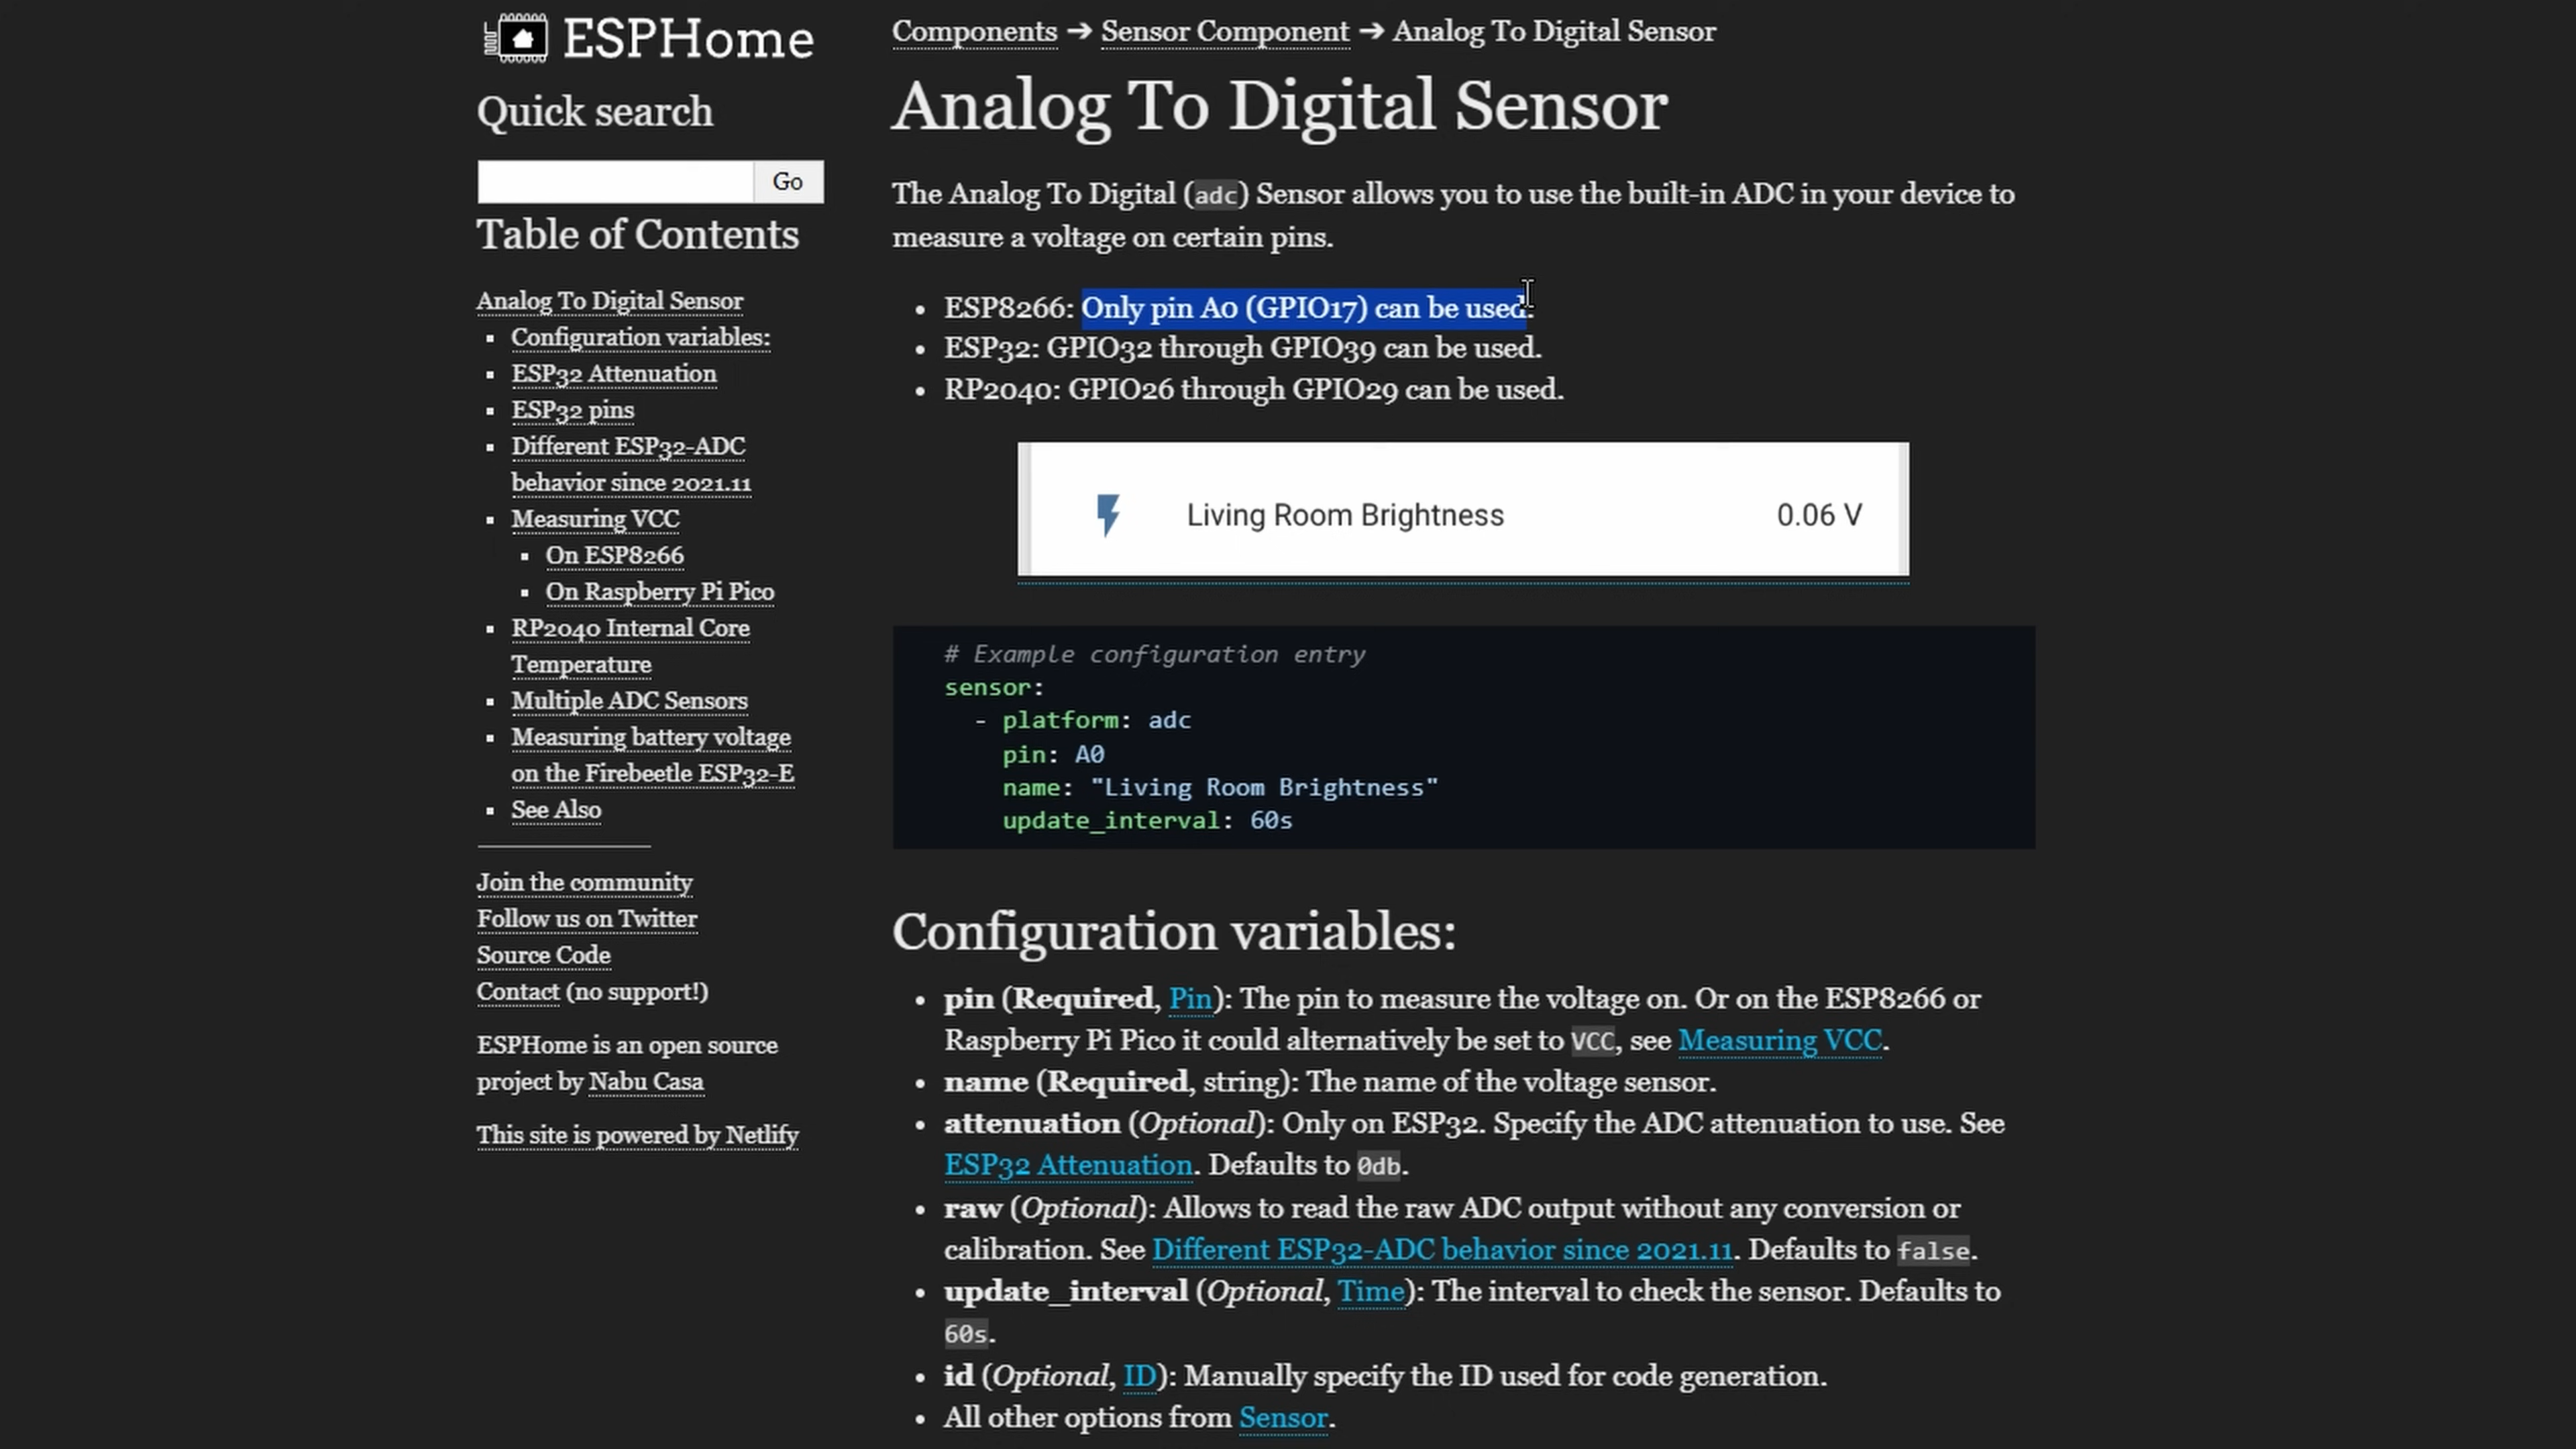 ESPHome
Quick search
Go
Table of Contents
Analog To Digital Sensor
Configuration variables:
ESP32 Attenuation
ESP32 pins
Different ESP32-ADC
behavior since 2021.11
Measuring VCC
On ESP8266
On Raspberry Pi Pico
RP2040 Internal Core
Temperature
Multiple ADC Sensors
Measuring battery voltage
on the Firebeetle ESP32-E
See Also
Join the community
Follow us on Twitter
Source Code
Contact (no support!)
ESPHome is an open source
project by Nabu Casa
This site is powered by Netlify
Components → Sensor Component → Analog To Digital Sensor
Analog To Digital Sensor
The Analog To Digital (adc) Sensor allows you to use the built-in ADC in your device to
measure a voltage on certain pins.
ESP8266: Only pin A0 (GPIO17) can be used.
ESP32: GPIO32 through GPIO39 can be used.
RP2040: GPIO26 through GPIO29 can be used.
Living Room Brightness 0.06 V
# Example configuration entry
sensor:
- platform: adc
pin: A0
name: "Living Room Brightness"
update_interval: 60s
Configuration variables:
pin (Required, Pin): The pin to measure the voltage on. Or on the ESP8266 or
Raspberry Pi Pico it could alternatively be set to VCC, see Measuring VCC.
name (Required, string): The name of the voltage sensor.
attenuation (Optional): Only on ESP32. Specify the ADC attenuation to use. See
ESP32 Attenuation. Defaults to 0db.
raw (Optional): Allows to read the raw ADC output without any conversion or
calibration. See Different ESP32-ADC behavior since 2021.11. Defaults to false.
update_interval (Optional, Time): The interval to check the sensor. Defaults to
60s.
id (Optional, ID): Manually specify the ID used for code generation.
All other options from Sensor.